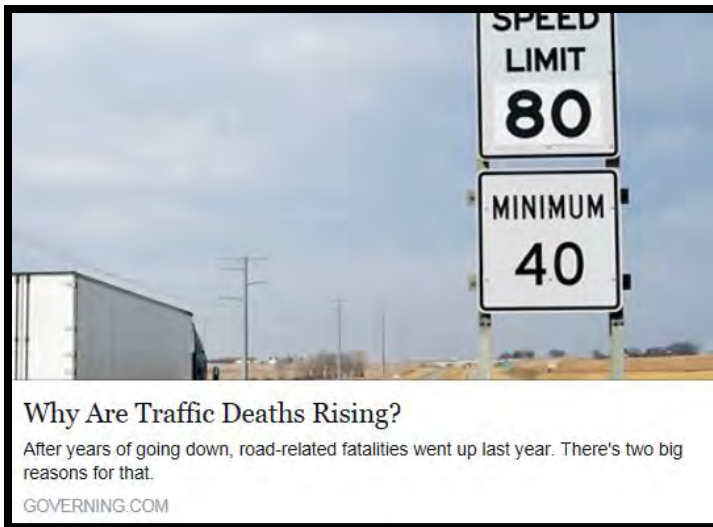 SPEED
LIMIT
80
MINIMUM
40
Why Are Traffic Deaths Rising?
After years of going down, road-related fatalities went up last year. There's two big
reasons for that.
GOVERNING.COM